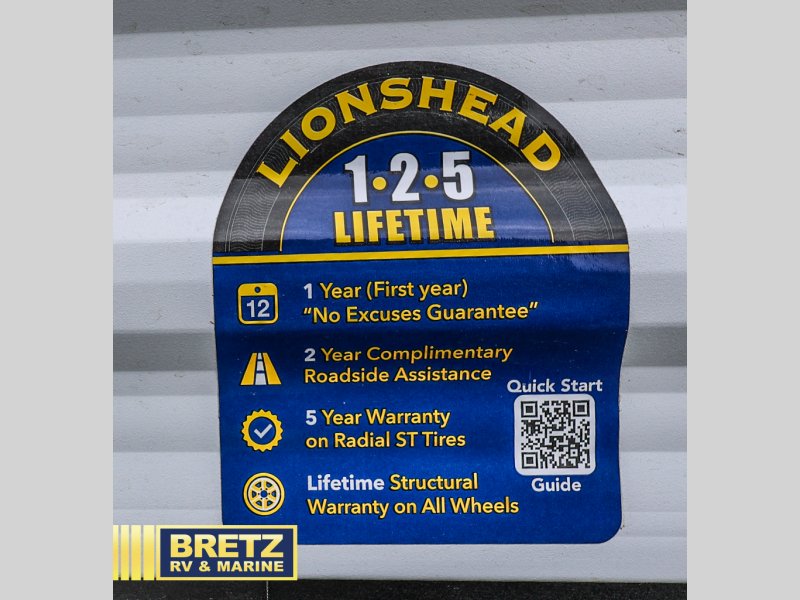 LIONSHEAD
1•2•5
LIFETIME
12
1 Year (First year)
"No Excuses Guarantee"
2 Year Complimentary
Roadside Assistance
Quick Start
5 Year Warranty
on Radial ST Tires
Guide
Lifetime Structural
Warranty on All Wheels
BRETZ
RV & MARINE